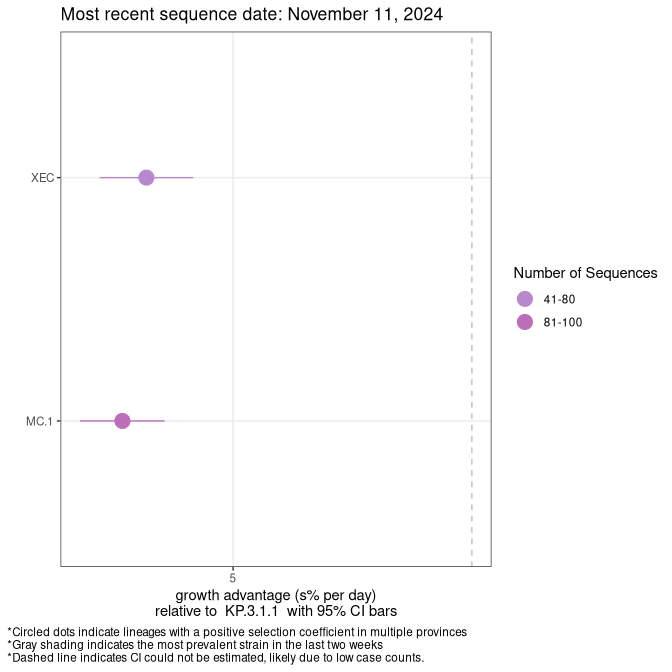 Most recent sequence date: November 11, 2024
XEC
MC.1
5
growth advantage (s% per day)
relative to  KP.3.1.1  with 95% CI bars
Number of Sequences
41-80
81-100
*Circled dots indicate lineages with a positive selection coefficient in multiple provinces
*Gray shading indicates the most prevalent strain in the last two weeks
*Dashed line indicates CI could not be estimated, likely due to low case counts.